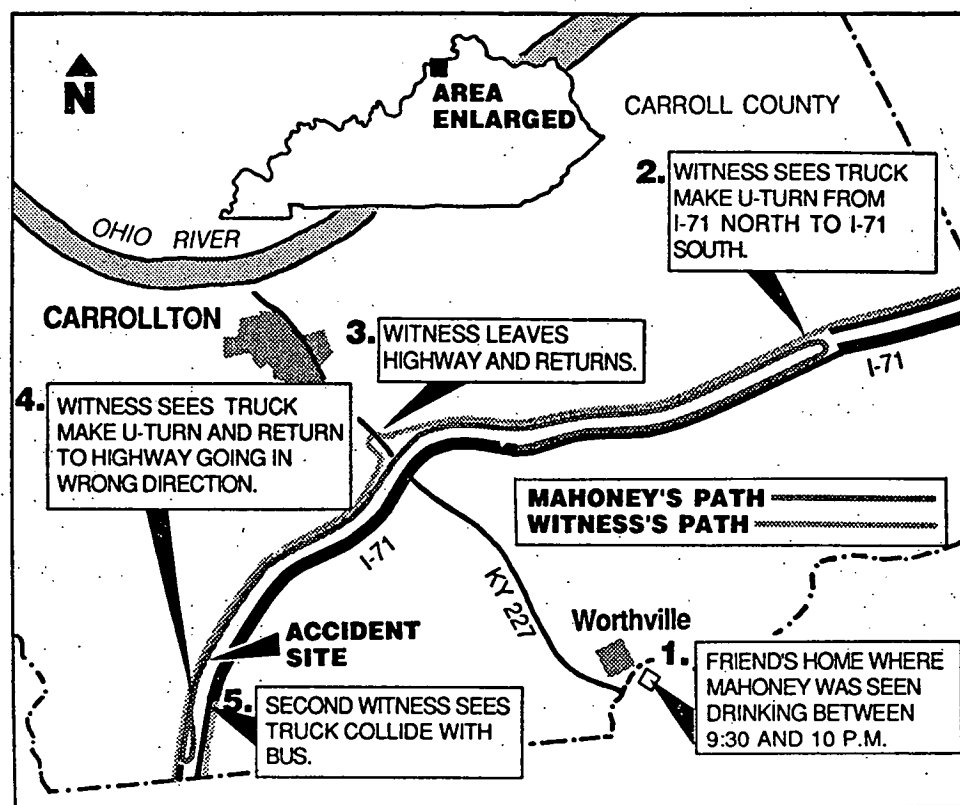 N
AREA
ENLARGED
CARROLL COUNTY
OHIO RIVER
2. WITNESS SEES TRUCK
MAKE U-TURN FROM
I-71 NORTH TO I-71
SOUTH.
CARROLLTON
3. WITNESS LEAVES
HIGHWAY AND RETURNS.
I-71
4. WITNESS SEES TRUCK
MAKE U-TURN AND RETURN
TO HIGHWAY GOING IN
WRONG DIRECTION.
MAHONEY'S PATH
WITNESS'S PATH
I-71
KY 227
Worthville
ACCIDENT
SITE
1. FRIEND'S HOME WHERE
MAHONEY WAS SEEN
DRINKING BETWEEN
9:30 AND 10 P.M.
5. SECOND WITNESS SEES
TRUCK COLLIDE WITH
BUS.